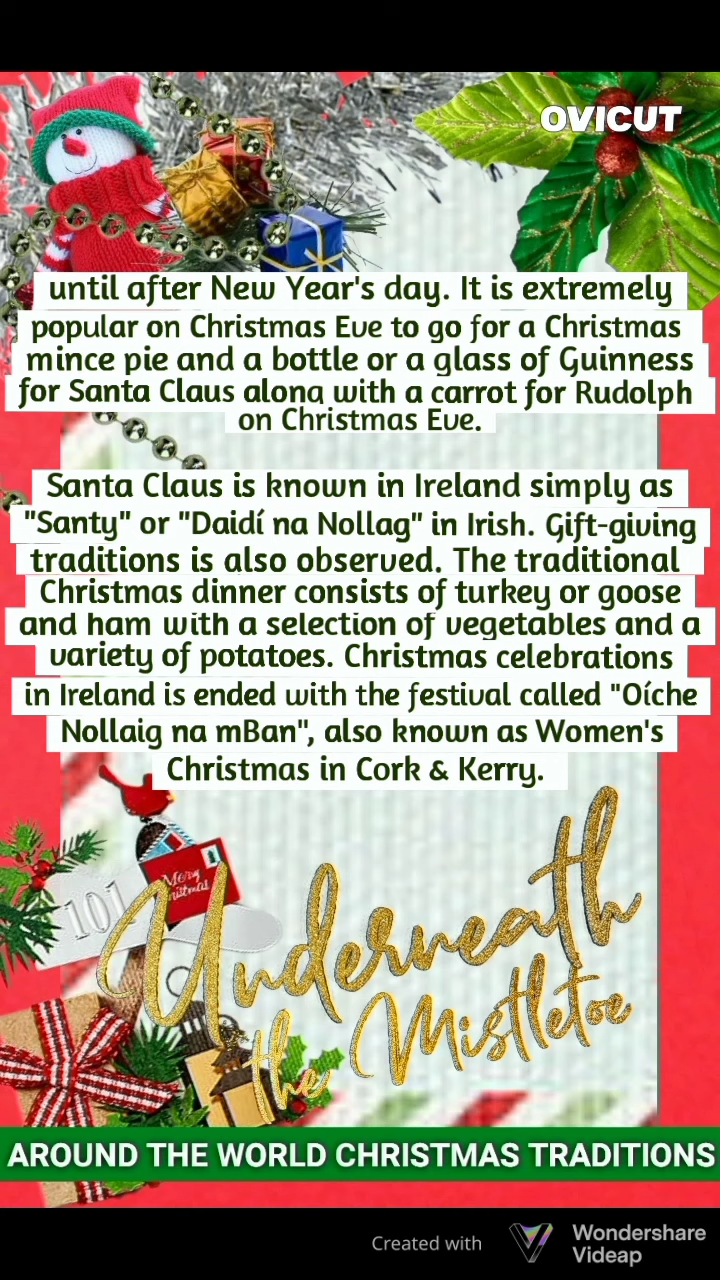 OVICUT
until after New Year's day. It is extremely
popular on Christmas Eve to go for a Christmas
mince pie and a bottle or a glass of Guinness
for Santa Claus along with a carrot for Rudolph
on Christmas Eve.
Santa Claus is known in Ireland simply as
"Santy" or "Daidí na Nollag" in Irish. Gift-giving
traditions is also observed. The traditional
Christmas dinner consists of turkey or goose
and ham with a selection of vegetables and a
variety of potatoes. Christmas celebrations
in Ireland is ended with the festival called "Oíche
Nollaig na mBan", also known as Women's
Christmas in Cork & Kerry.
Merry
Christmas
101
Underneath
the Mistletoe
AROUND THE WORLD CHRISTMAS TRADITIONS
Created with
Wondershare
Videap